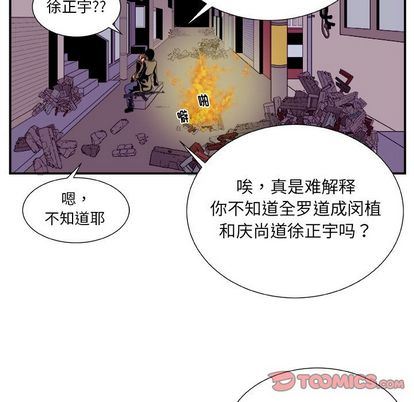 徐正宇??
啪
嚓
嗯，
不知道耶
唉，真是难解释
你不知道全罗道成闵植
和庆尚道徐正宇吗？
TOOMICS.COM